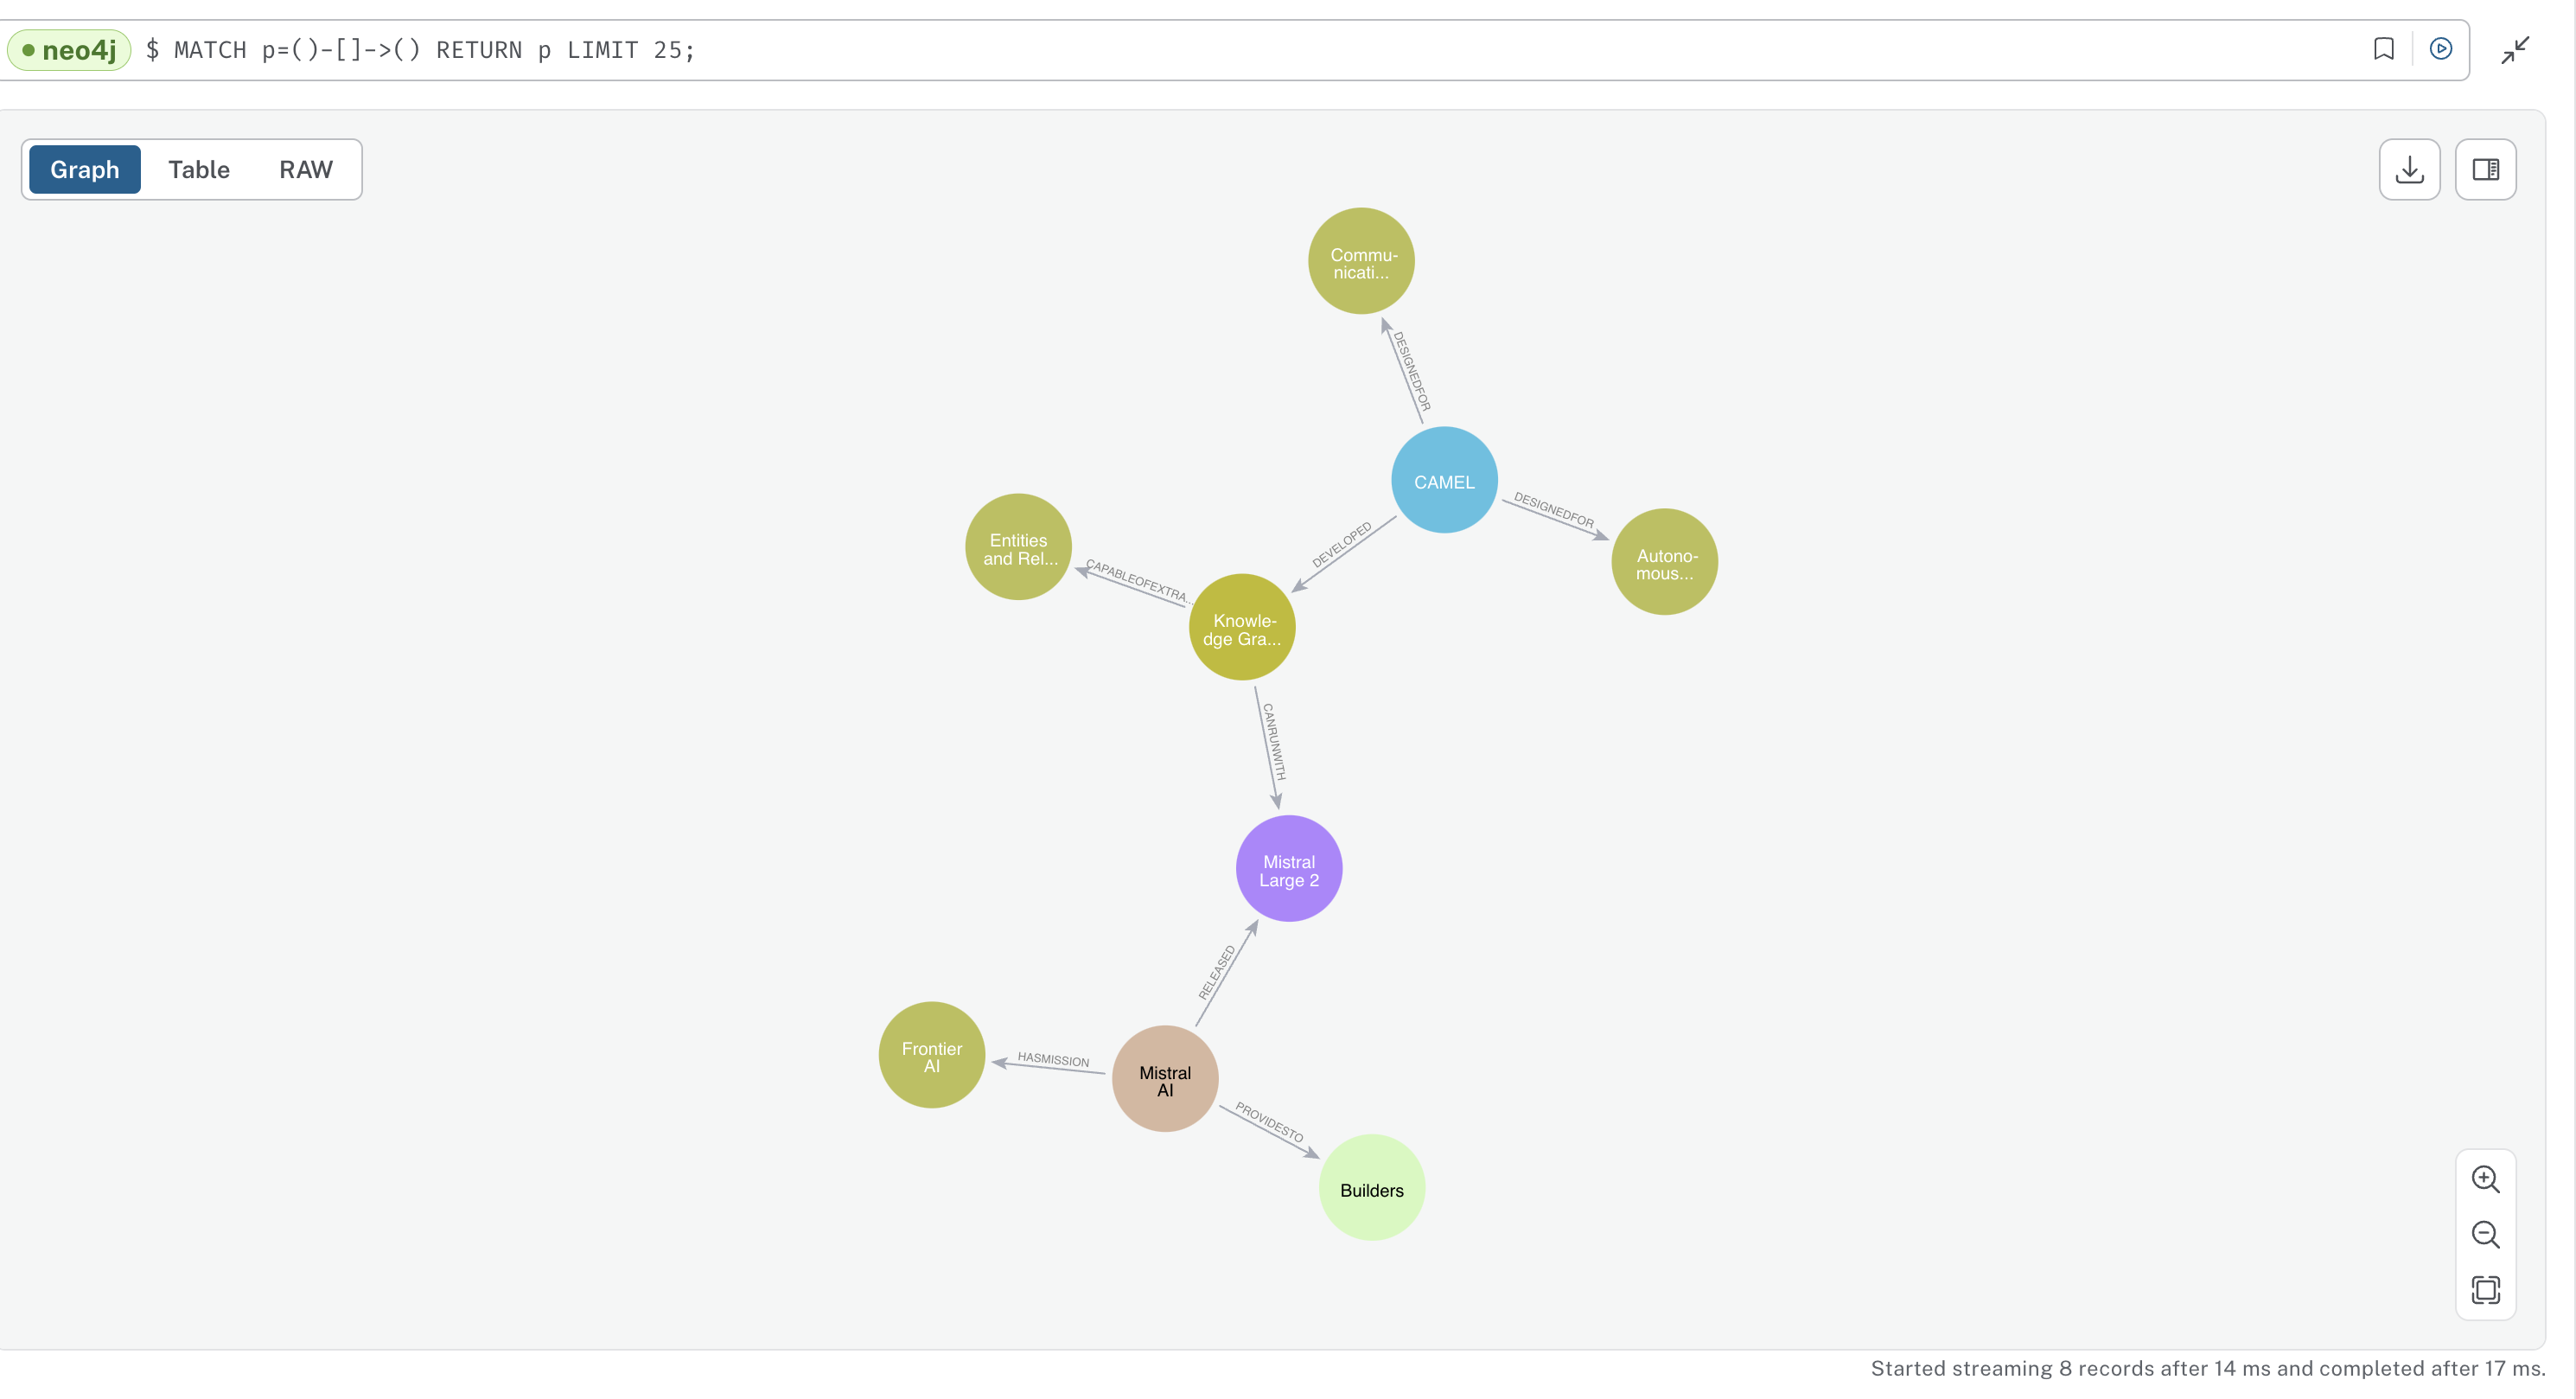 neo4j $ MATCH p=()-[]->() RETURN p LIMIT 25;
Graph Table RAW
Commu-
nicati...
DESIGNEDFOR
CAMEL
DESIGNEDFOR
Autono-
mous...
DEVELOPED
Entities
and Rel...
CAPABLEOFEXTRA...
Knowle-
dge Gra...
CANRUNWITH
Mistral
Large 2
RELEASED
Frontier
AI
HASMISSION
Mistral
AI
PROVIDESTO
Builders
Started streaming 8 records after 14 ms and completed after 17 ms.